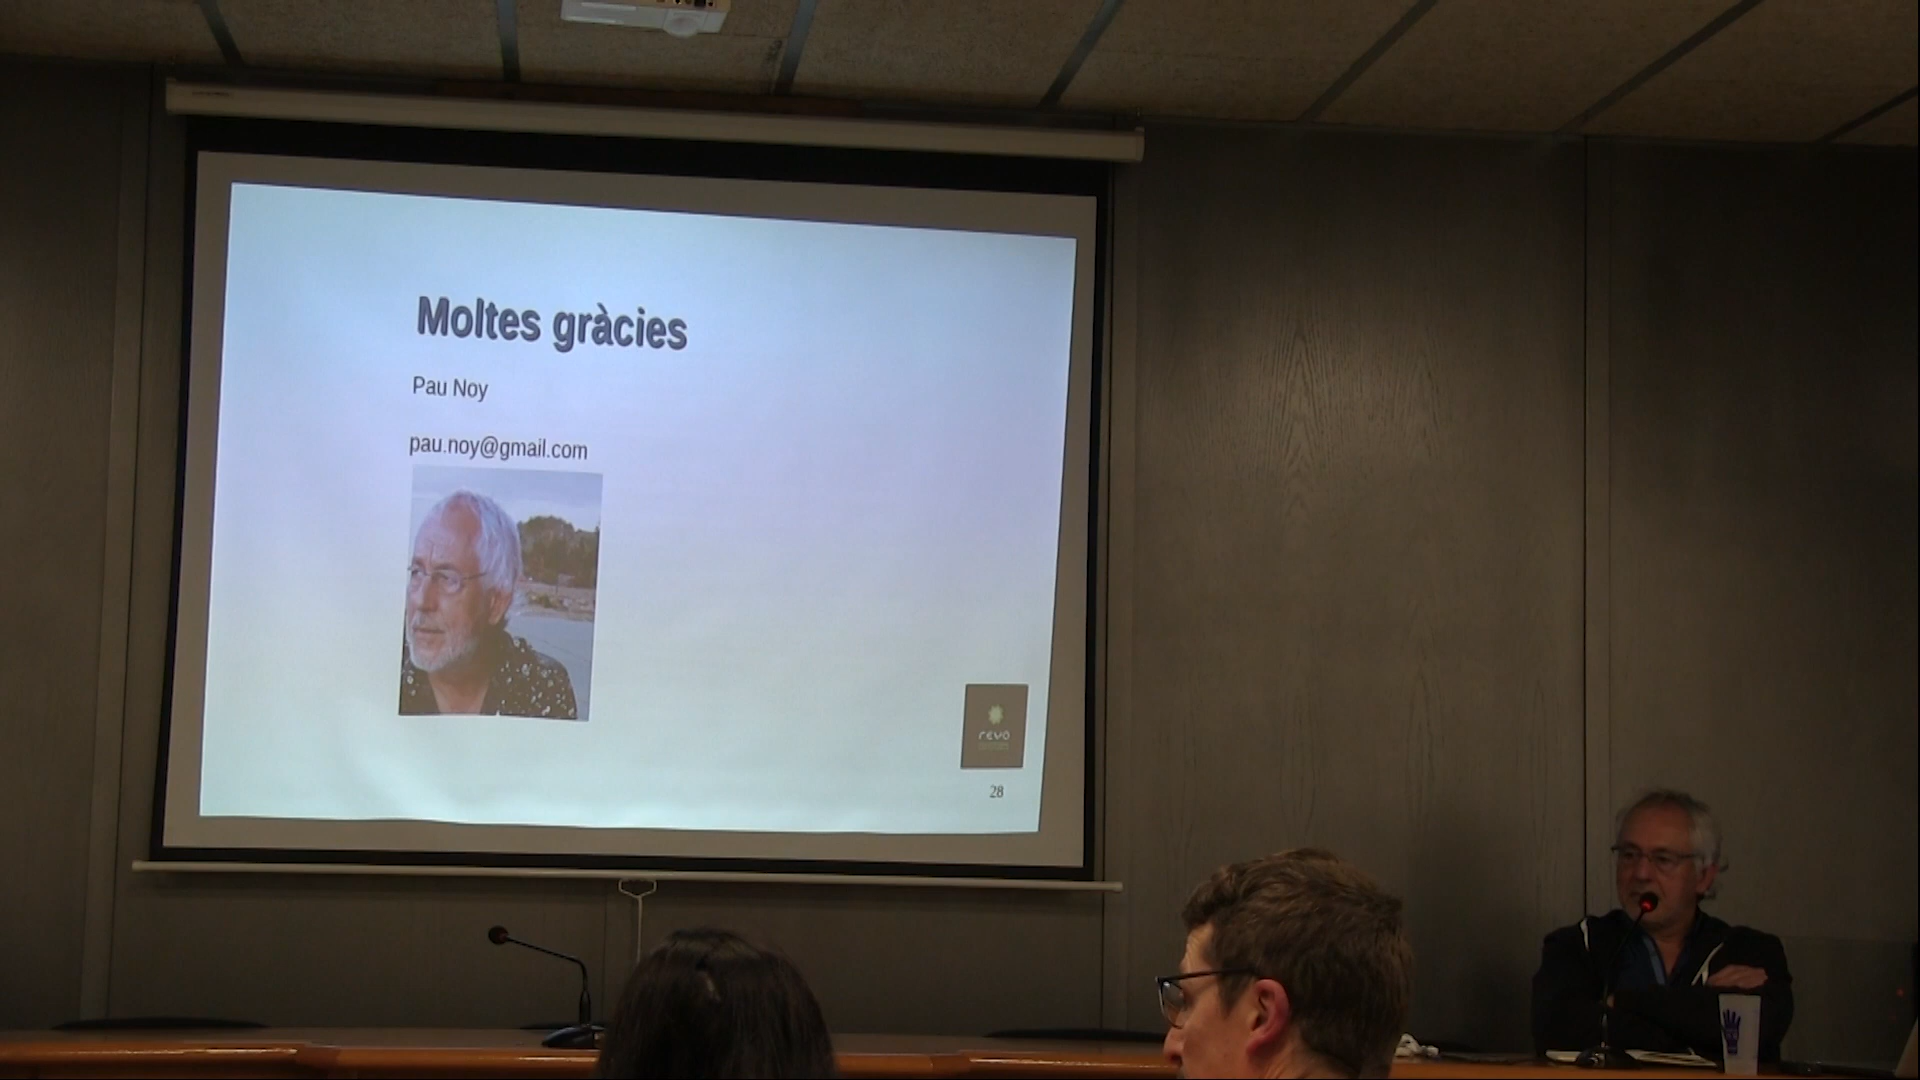 Moltes gràcies
Pau Noy
pau.noy@gmail.com
revo
28